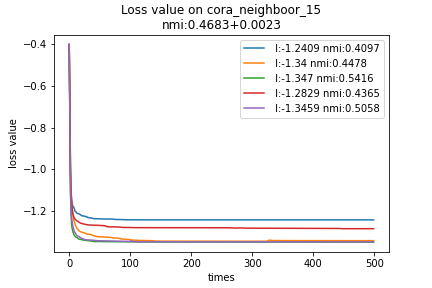 Loss value on cora_neighboor_15
nmi:0.4683+0.0023
l:-1.2409 nmi:0.4097
l:-1.34 nmi:0.4478
l:-1.347 nmi:0.5416
l:-1.2829 nmi:0.4365
l:-1.3459 nmi:0.5058
loss value
−0.4
−0.6
−0.8
−1.0
−1.2
0 100 200 300 400 500
times